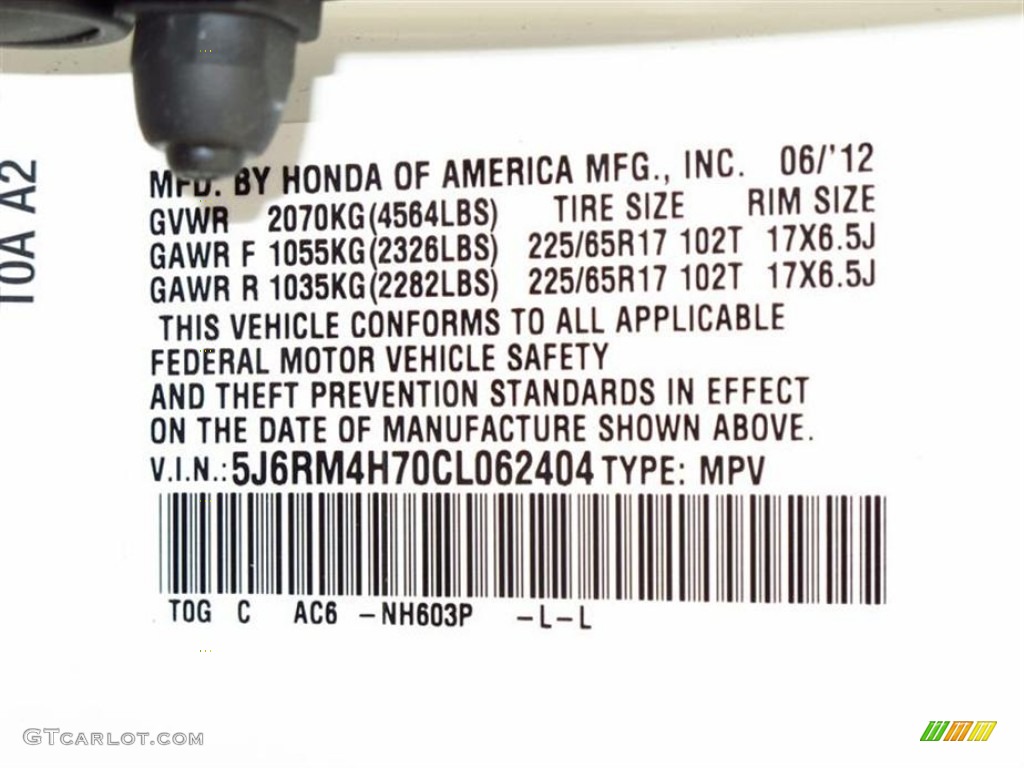 MFD. BY HONDA OF AMERICA MFG., INC. 06/'12
GVWR 2070KG(4564LBS) TIRE SIZE RIM SIZE
GAWR F 1055KG(2326LBS) 225/65R17 102T 17X6.5J
GAWR R 1035KG(2282LBS) 225/65R17 102T 17X6.5J
THIS VEHICLE CONFORMS TO ALL APPLICABLE
FEDERAL MOTOR VEHICLE SAFETY
AND THEFT PREVENTION STANDARDS IN EFFECT
ON THE DATE OF MANUFACTURE SHOWN ABOVE.
V.I.N.: 5J6RM4H70CL062404 TYPE: MPV
T0G C AC6 -NH603P -L-L
T0A A2
GTCARLOT.COM